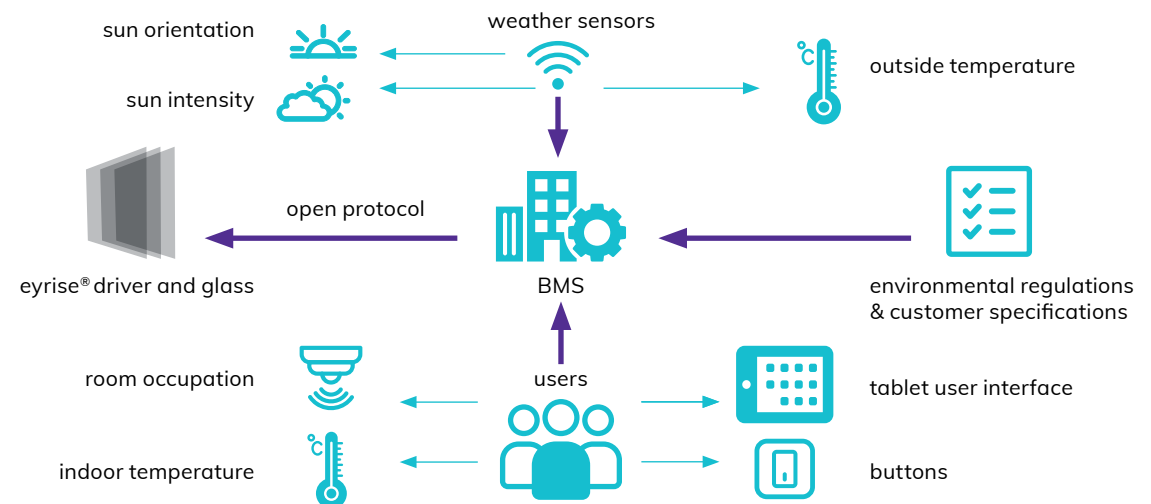 weather sensors
sun orientation
sun intensity
°C
outside temperature
open protocol
eyrise® driver and glass
BMS
environmental regulations
& customer specifications
users
room occupation
tablet user interface
°C
indoor temperature
buttons